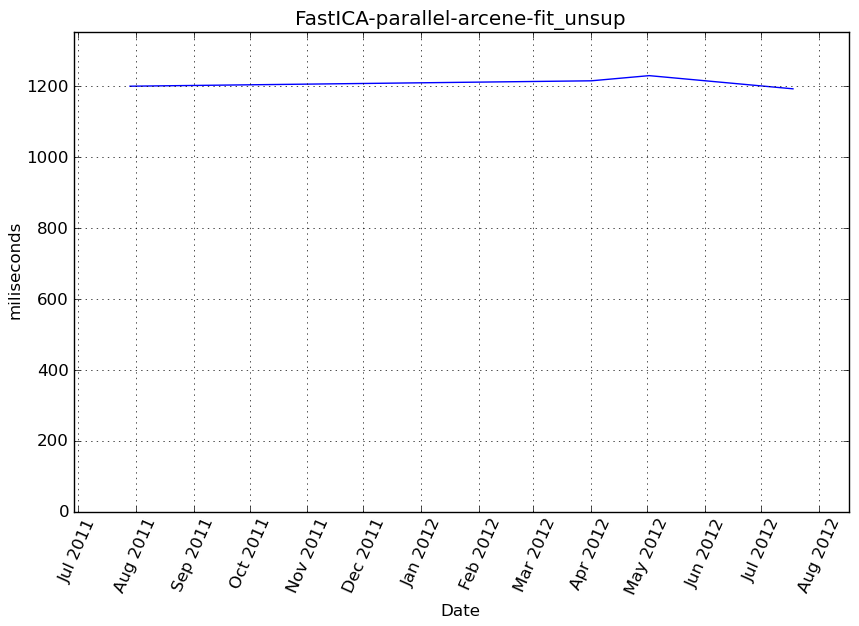 FastICA-parallel-arcene-fit_unsup
1200
1000
800
600
400
200
0
miliseconds
Jul 2011
Aug 2011
Sep 2011
Oct 2011
Nov 2011
Dec 2011
Jan 2012
Feb 2012
Mar 2012
Apr 2012
May 2012
Jun 2012
Jul 2012
Aug 2012
Date